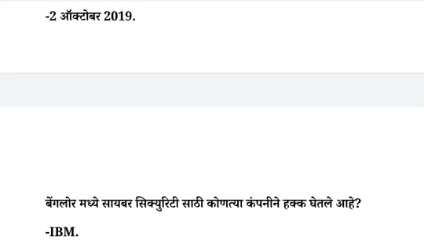 -2 ऑक्टोबर 2019.
बेंगलोर मध्ये सायबर सिक्युरिटी साठी कोणत्या कंपनीने हक्क घेतले आहे?
-IBM.